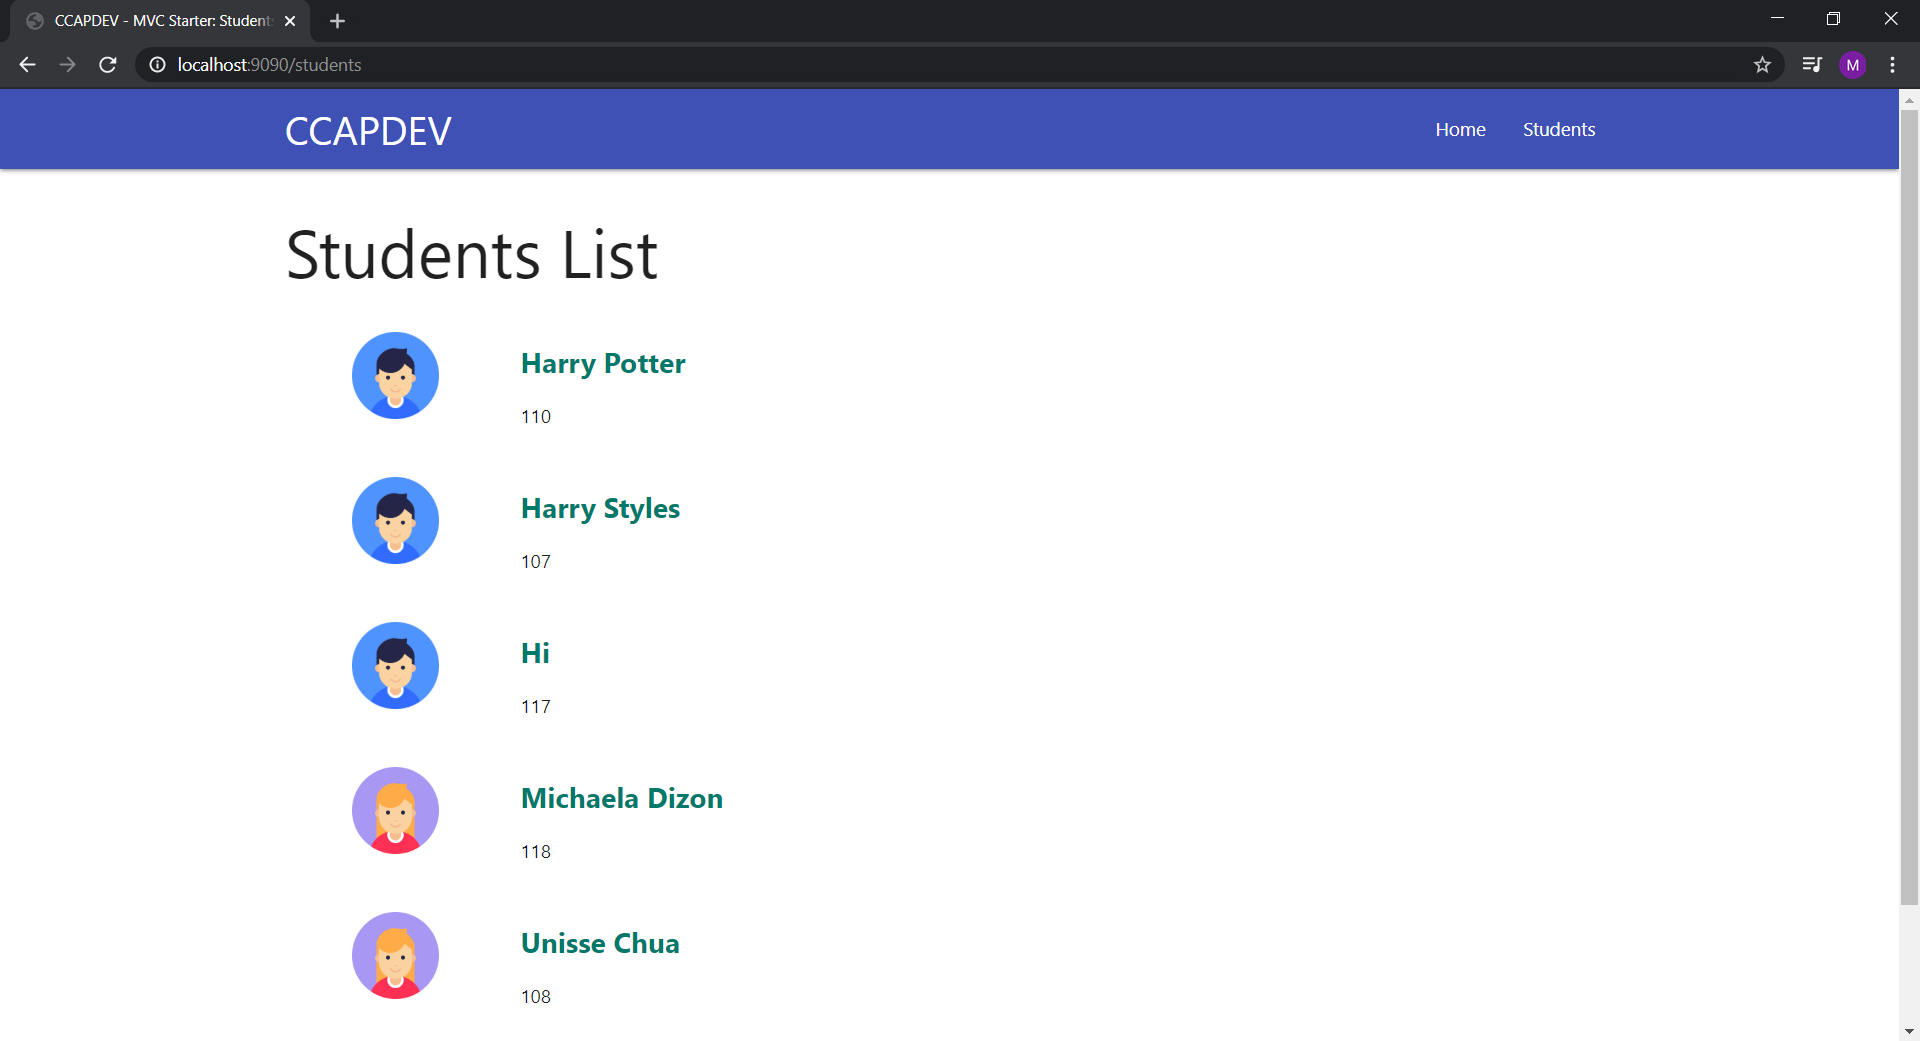 CCAPDEV - MVC Starter: Student
localhost:9090/students
M
CCAPDEV
Home
Students
Students List
Harry Potter
110
Harry Styles
107
Hi
117
Michaela Dizon
118
Unisse Chua
108